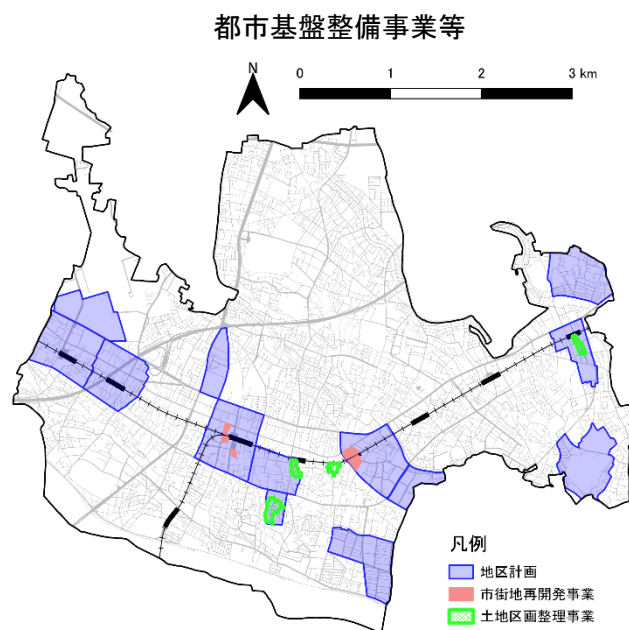 都市基盤整備事業等
N
0 1 2 3 km
凡例
地区計画
市街地再開発事業
土地区画整理事業